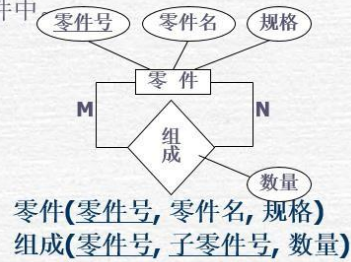 件中
零件号 零件名 规格
零 件
M N
组
成
数量
零件(零件号, 零件名, 规格)
组成(零件号, 子零件号, 数量)